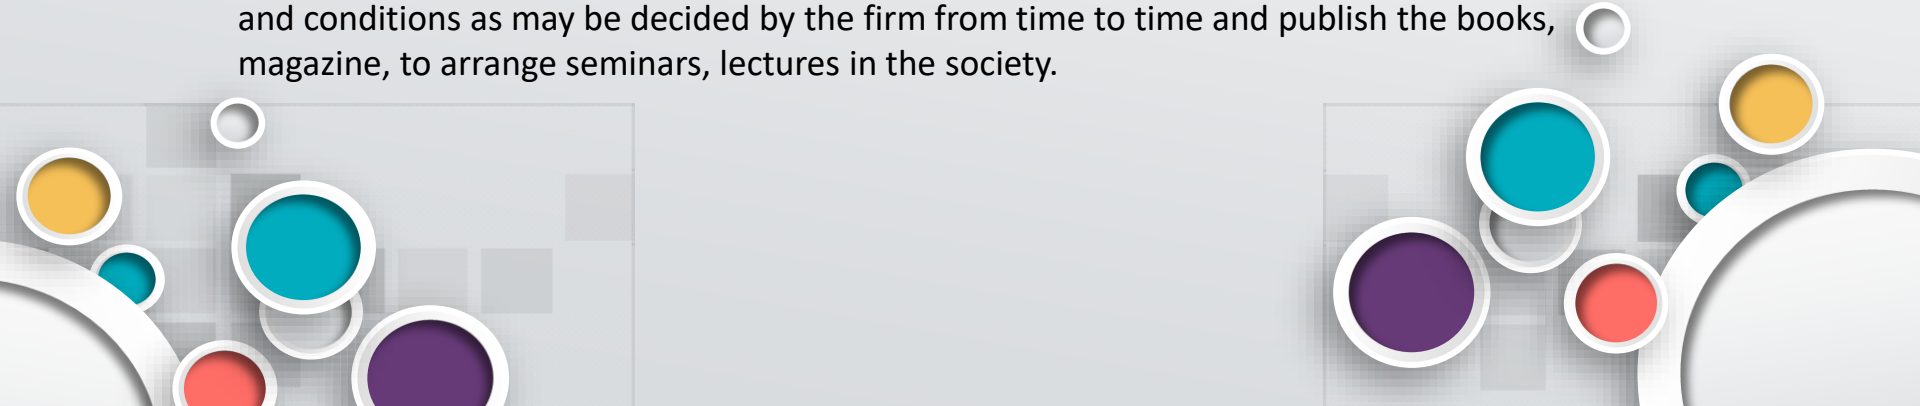 and conditions as may be decided by the firm from time to time and publish the books,
magazine, to arrange seminars, lectures in the society.